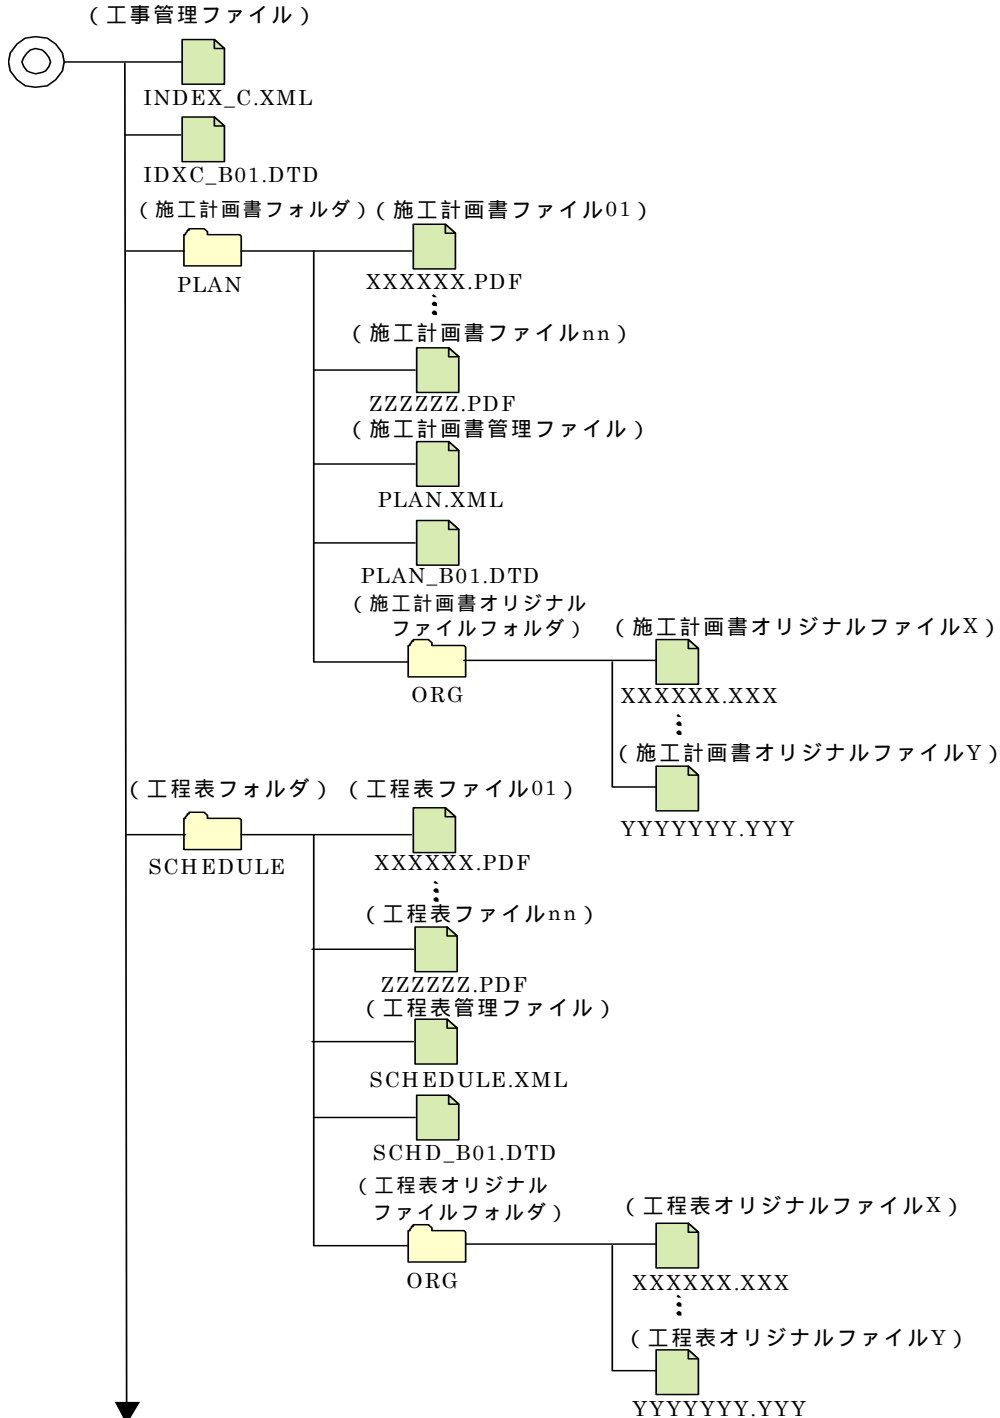 (工事管理ファイル)
INDEX_C.XML
IDXC_B01.DTD
(施工計画書フォルダ)
(施工計画書ファイル01)
PLAN
XXXXXX.PDF
(施工計画書ファイルnn)
ZZZZZZ.PDF
(施工計画書管理ファイル)
PLAN.XML
PLAN_B01.DTD
(施工計画書オリジナル
ファイルフォルダ)
ORG
(施工計画書オリジナルファイルX)
XXXXXX.XXX
(施工計画書オリジナルファイルY)
YYYYYYY.YYY
(工程表フォルダ)
(工程表ファイル01)
SCHEDULE
XXXXXX.PDF
(工程表ファイルnn)
ZZZZZZ.PDF
(工程表管理ファイル)
SCHEDULE.XML
SCHD_B01.DTD
(工程表オリジナル
ファイルフォルダ)
ORG
(工程表オリジナルファイルX)
XXXXXX.XXX
(工程表オリジナルファイルY)
YYYYYYY.YYY